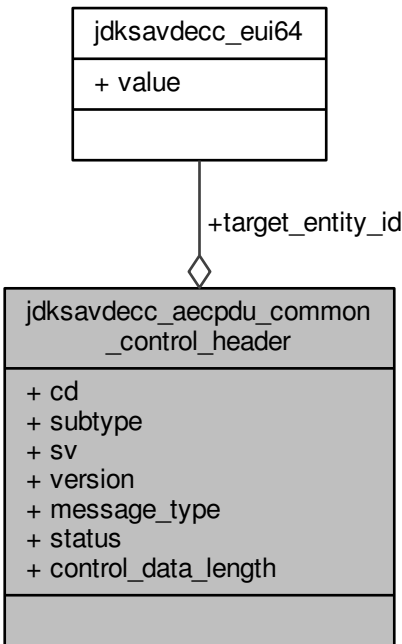 jdksavdecc_eui64
+ value
+target_entity_id
jdksavdecc_aecpdu_common
_control_header
+ cd
+ subtype
+ sv
+ version
+ message_type
+ status
+ control_data_length